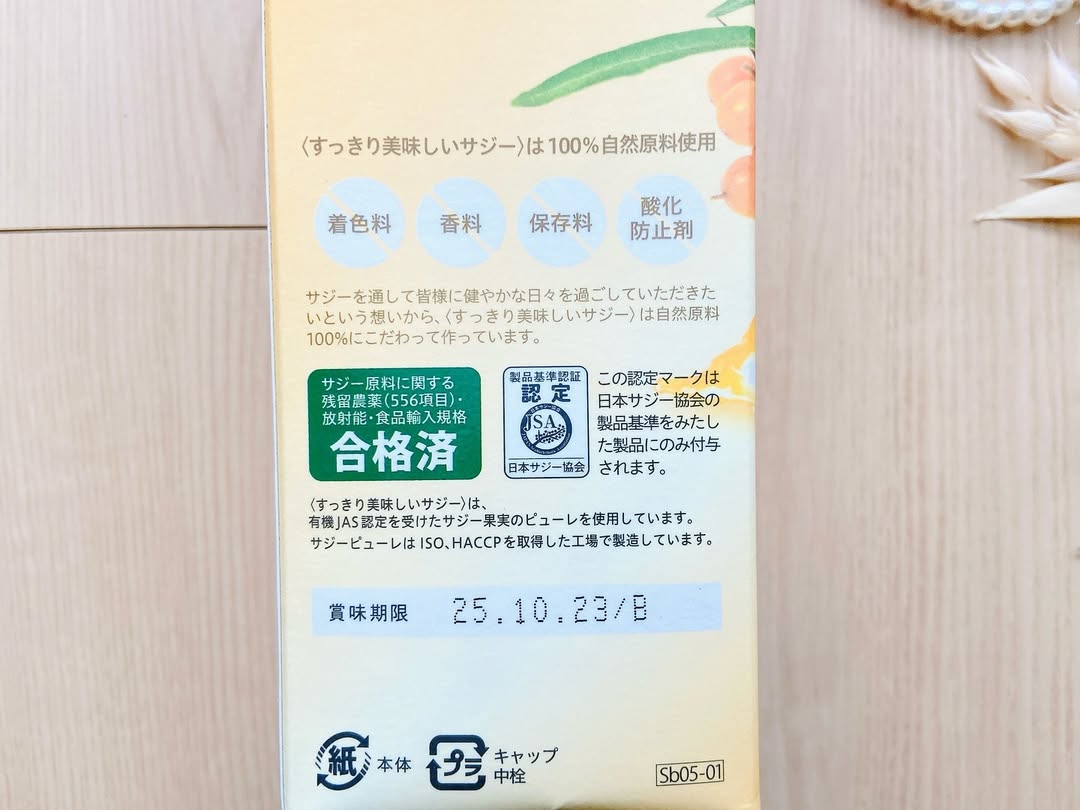 〈すっきり美味しいサジー〉は100%自然原料使用
着色料
香料
保存料
酸化
防止剤
サジーを通して皆様に健やかな日々を過ごしていただきた
いという想いから、〈すっきり美味しいサジー〉は自然原料
100%にこだわって作っています。
サジー原料に関する
残留農薬(556項目)・
放射能・食品輸入規格
合格済
製品基準認証
認定
JSA
日本サジー協会
この認定マークは
日本サジー協会の
製品基準をみたし
た製品にのみ付与
されます。
〈すっきり美味しいサジー〉は、
有機JAS認定を受けたサジー果実のピューレを使用しています。
サジーピューレはISO、HACCPを取得した工場で製造しています。
賞味期限 25.10.23/B
紙 本体
プラ キャップ
中栓
Sb05-01